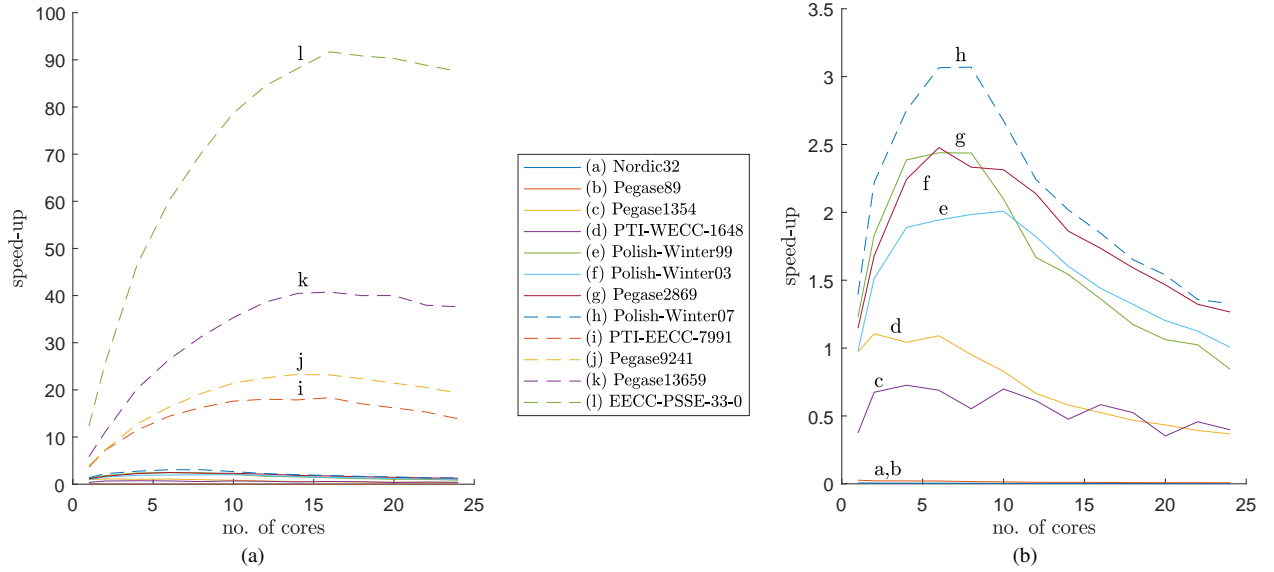 100
90
80
70
60
50
40
30
20
10
0
speed-up
0 5 10 15 20 25
no. of cores
l
k
j
i
(a)
(a) Nordic32
(b) Pegase89
(c) Pegase1354
(d) PTI-WECC-1648
(e) Polish-Winter99
(f) Polish-Winter03
(g) Pegase2869
(h) Polish-Winter07
(i) PTI-EECC-7991
(j) Pegase9241
(k) Pegase13659
(l) EECC-PSSE-33-0
3.5
3
2.5
2
1.5
1
0.5
0
speed-up
0 5 10 15 20 25
no. of cores
h
g
f
e
d
c
a,b
(b)